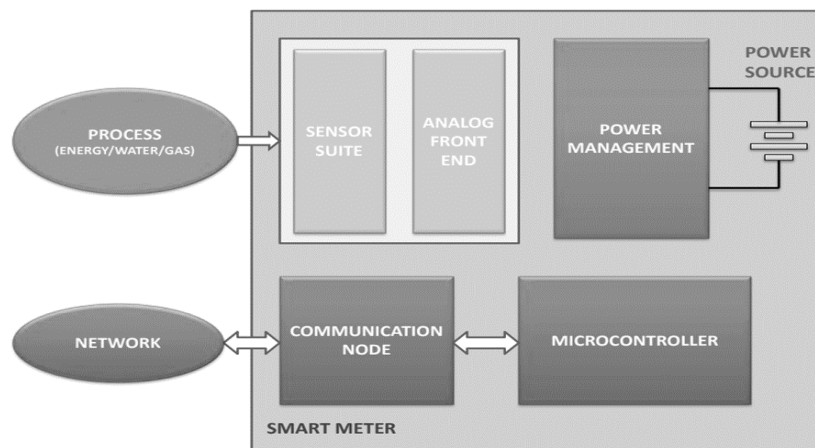 PROCESS
(ENERGY/WATER/GAS)
SENSOR
SUITE
ANALOG
FRONT
END
POWER
MANAGEMENT
POWER
SOURCE
NETWORK
COMMUNICATION
NODE
MICROCONTROLLER
SMART METER